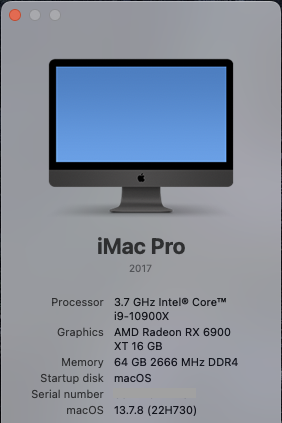 iMac Pro
2017
Processor 3.7 GHz Intel® Core™
i9-10900X
Graphics AMD Radeon RX 6900
XT 16 GB
Memory 64 GB 2666 MHz DDR4
Startup disk macOS
Serial number
macOS 13.7.8 (22H730)